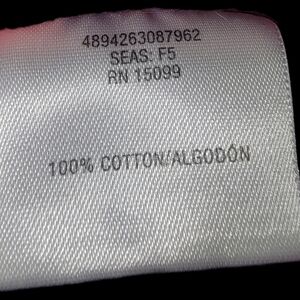 4894263087962
SEAS: F5
RN 15099
100% COTTON/ALGODÓN